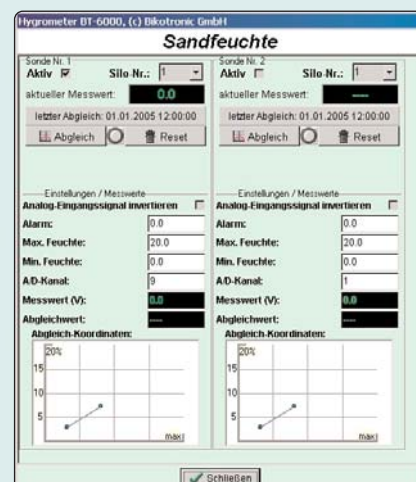 Hygrometer BT-6000, (c) Bikotronic GmbH
Sandfeuchte
Sonde Nr. 1
Aktiv Silo-Nr.: 1
aktueller Messwert: 0.0
letzter Abgleich: 01.01.2005 12:00:00
Abgleich Reset
Einstellungen / Messwerte
Analog-Eingangssignal invertieren
Alarm: 0.0
Max. Feuchte: 20.0
Min. Feuchte: 0.0
A/D-Kanal: 9
Messwert (V): 0.0
Abgleichwert: ---
Abgleich-Koordinaten:
20%
15
10
5
max
Sonde Nr. 2
Aktiv Silo-Nr.: 1
aktueller Messwert: ---
letzter Abgleich: 01.01.2005 12:00:00
Abgleich Reset
Einstellungen / Messwerte
Analog-Eingangssignal invertieren
Alarm: 0.0
Max. Feuchte: 20.0
Min. Feuchte: 0.0
A/D-Kanal: 1
Messwert (V): 0.0
Abgleichwert: ---
Abgleich-Koordinaten:
20%
15
10
5
max
Schließen